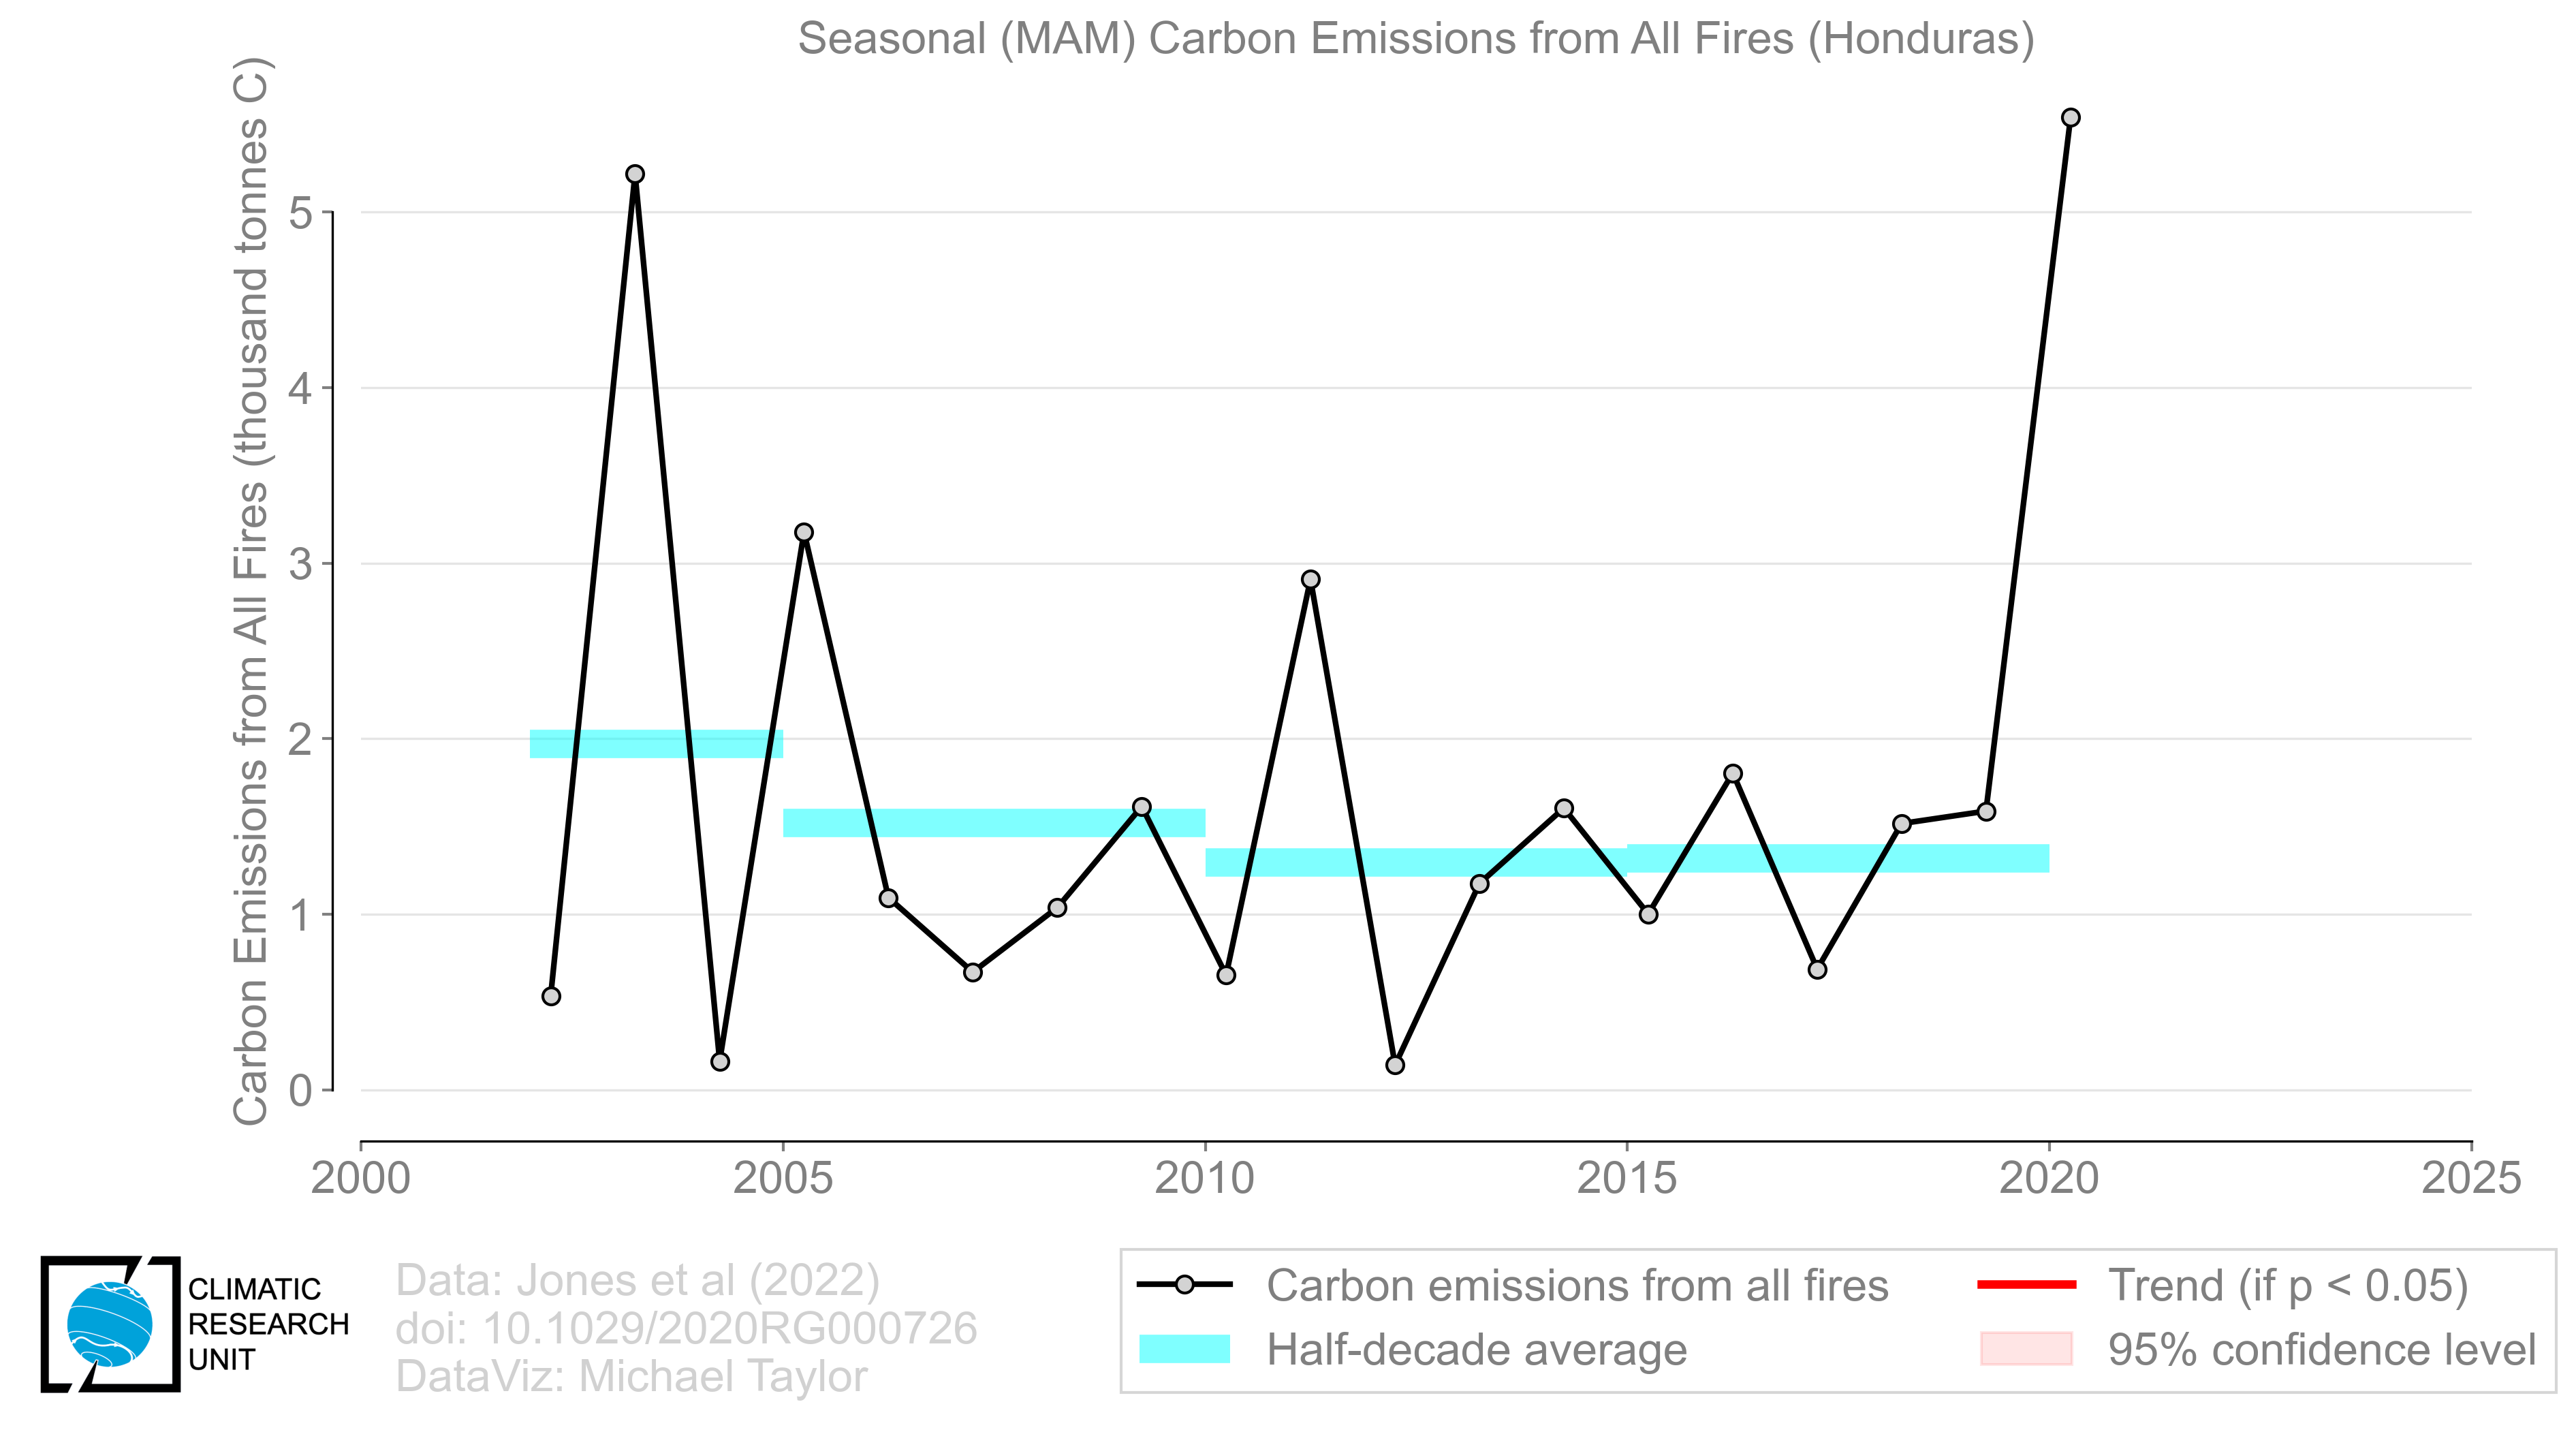 Seasonal (MAM) Carbon Emissions from All Fires (Honduras)
Carbon Emissions from All Fires (thousand tonnes C)
5
4
3
2
1
0
2000 2005 2010 2015 2020 2025
CLIMATIC
RESEARCH
UNIT
Data: Jones et al (2022)
doi: 10.1029/2020RG000726
DataViz: Michael Taylor
Carbon emissions from all fires
Half-decade average
Trend (if p < 0.05)
95% confidence level